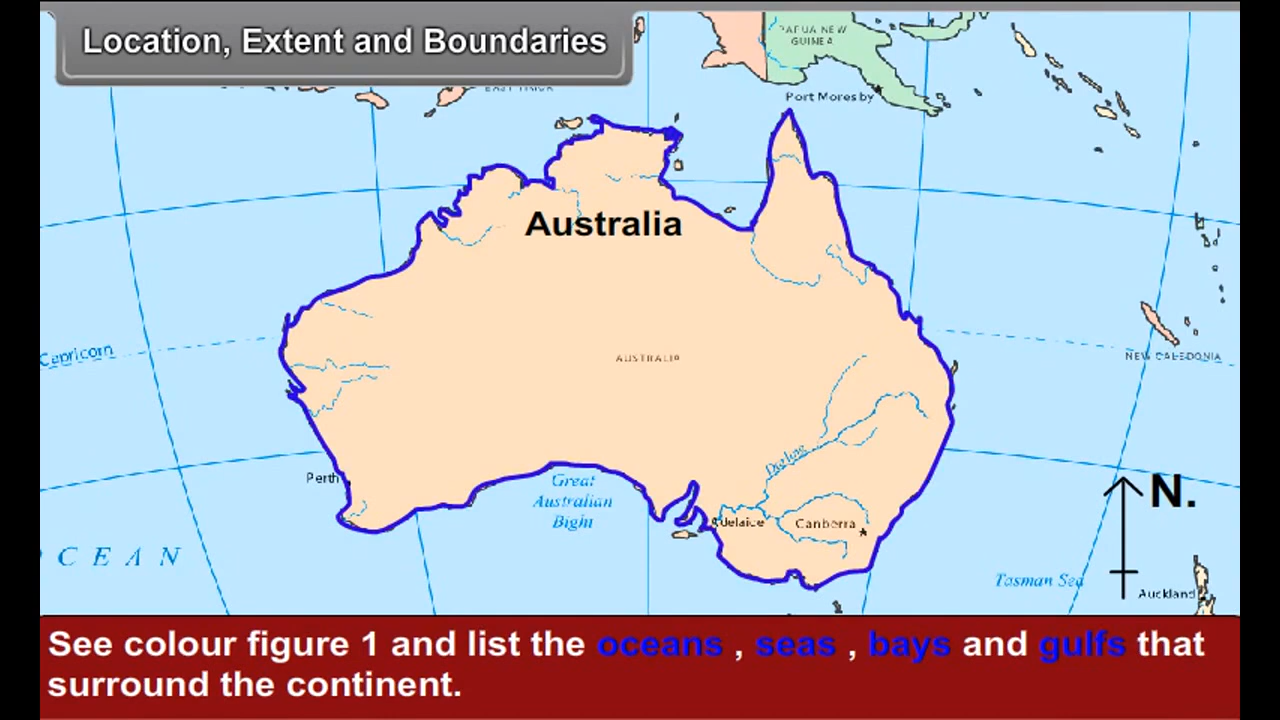 Location, Extent and Boundaries
PAPUA NEW
GUINEA
Port Moresby
Australia
Capricorn
AUSTRALIA
NEW CALEDONIA
Darling
Perth
Great
Australian
Bight
N.
Adelaide
Canberra
OCEAN
Tasman Sea
Auckland
See colour figure 1 and list the oceans , seas , bays and gulfs that
surround the continent.